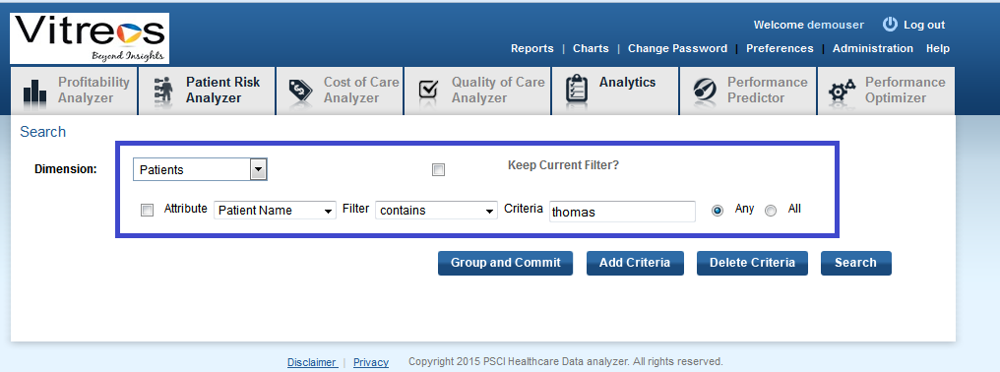 Vitreos
Beyond Insights
Welcome demouser Log out
Reports | Charts | Change Password | Preferences | Administration Help
Profitability Analyzer
Patient Risk Analyzer
Cost of Care Analyzer
Quality of Care Analyzer
Analytics
Performance Predictor
Performance Optimizer
Search
Dimension: Patients Keep Current Filter?
Attribute Patient Name Filter contains Criteria thomas Any All
Group and Commit Add Criteria Delete Criteria Search
Disclaimer | Privacy Copyright 2015 PSCI Healthcare Data analyzer. All rights reserved.